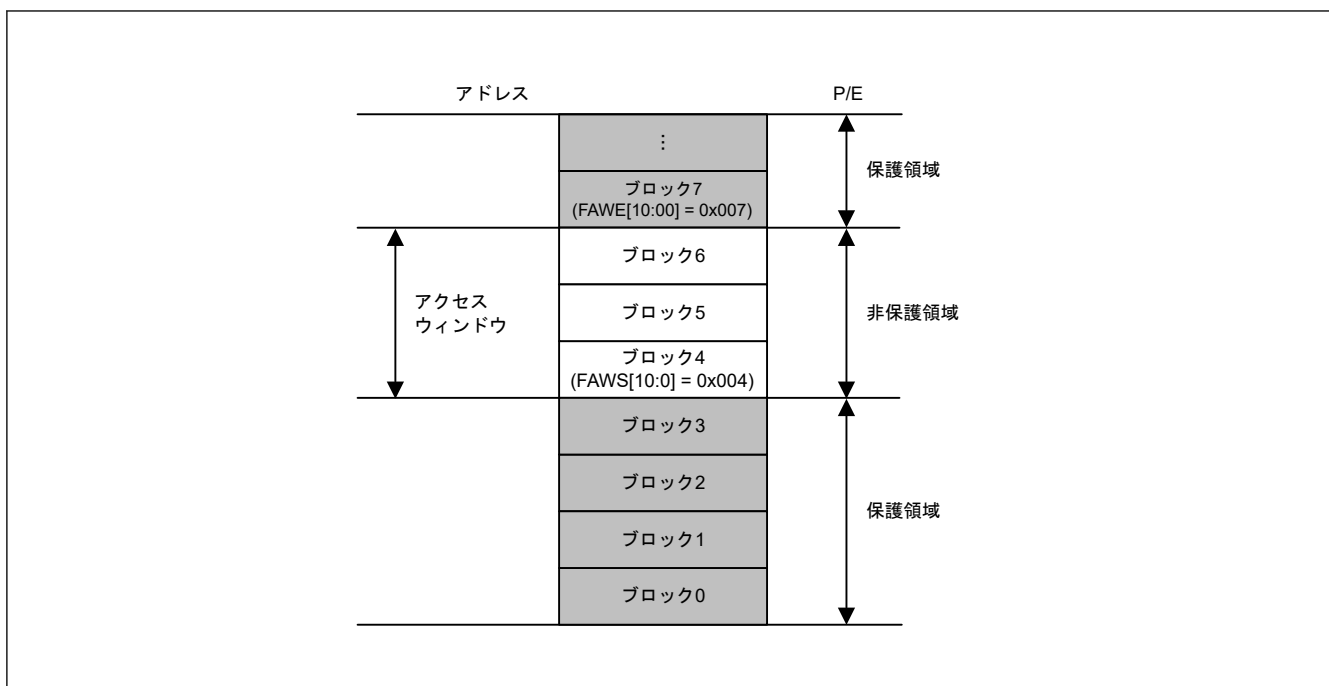 アドレス
P/E
⋮
保護領域
ブロック7
(FAWE[10:00] = 0x007)
ブロック6
アクセス
ウィンドウ
ブロック5
非保護領域
ブロック4
(FAWS[10:0] = 0x004)
ブロック3
ブロック2
保護領域
ブロック1
ブロック0